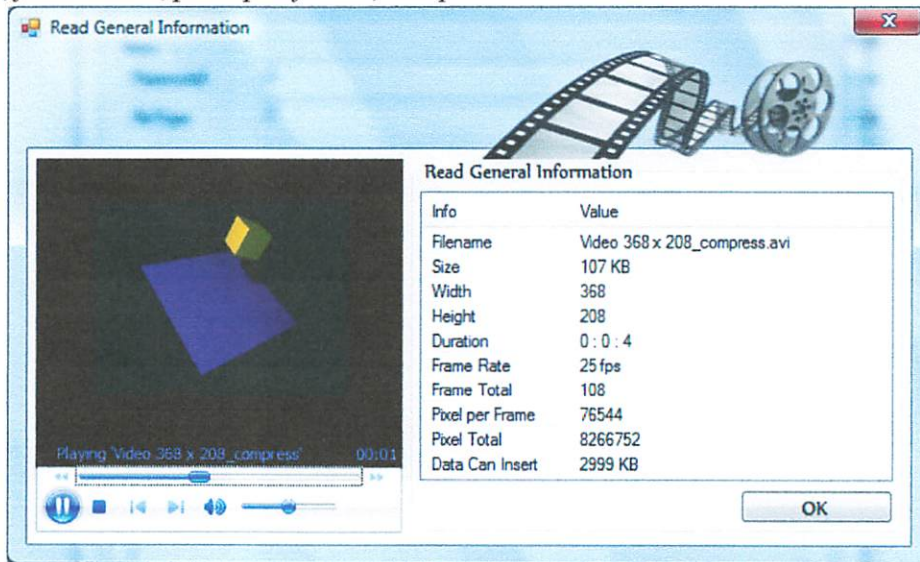 Read General Information
Read General Information
Info Value
Filename Video 368 x 208_compress.avi
Size 107 KB
Width 368
Height 208
Duration 0 : 0 : 4
Frame Rate 25 fps
Frame Total 108
Pixel per Frame 76544
Pixel Total 8266752
Data Can Insert 2999 KB
Playing 'Video 368 x 208_compress' 00:01
OK